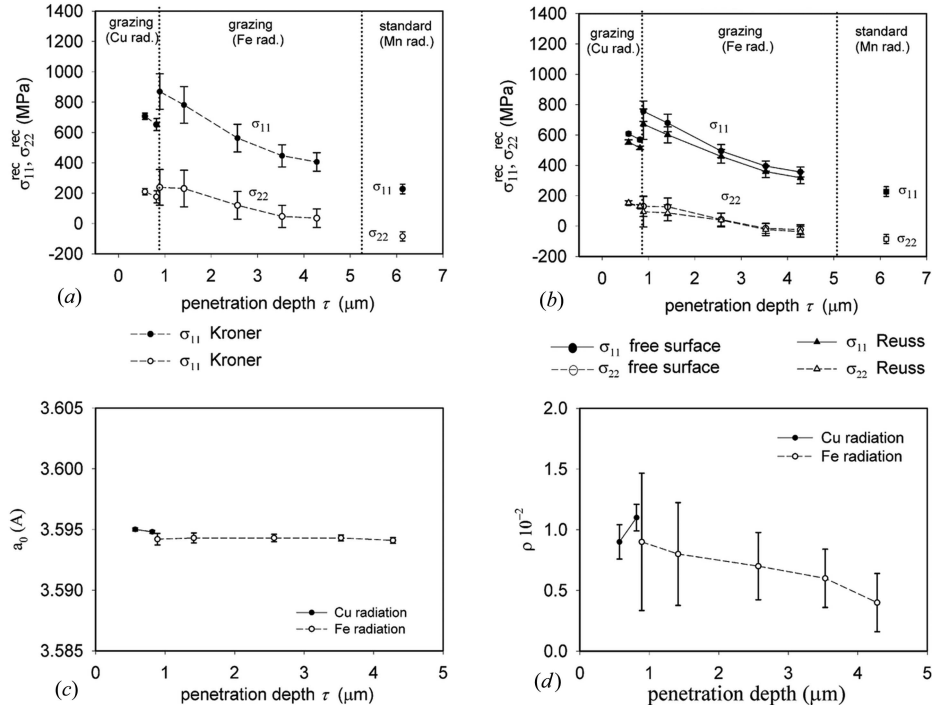 1400
1200
1000
800
600
400
200
0
-200
σ₁₁ʳᵉᶜ, σ₂₂ʳᵉᶜ (MPa)
grazing
(Cu rad.)
grazing
(Fe rad.)
standard
(Mn rad.)
σ₁₁
σ₂₂
σ₁₁
σ₂₂
0 1 2 3 4 5 6 7
(a)
penetration depth τ (μm)
σ₁₁ Kroner
σ₁₁ Kroner
1400
1200
1000
800
600
400
200
0
-200
σ₁₁ʳᵉᶜ, σ₂₂ʳᵉᶜ (MPa)
grazing
(Cu rad.)
grazing
(Fe rad.)
standard
(Mn rad.)
σ₁₁
σ₂₂
σ₁₁
σ₂₂
0 1 2 3 4 5 6 7
(b)
penetration depth τ (μm)
σ₁₁ free surface
σ₂₂ free surface
σ₁₁ Reuss
σ₂₂ Reuss
3.605
3.600
3.595
3.590
3.585
a₀ (A)
Cu radiation
Fe radiation
0 1 2 3 4 5
(c)
penetration depth τ (μm)
2.0
1.5
1.0
0.5
0.0
ρ 10⁻²
Cu radiation
Fe radiation
0 1 2 3 4 5
(d)
penetration depth (μm)